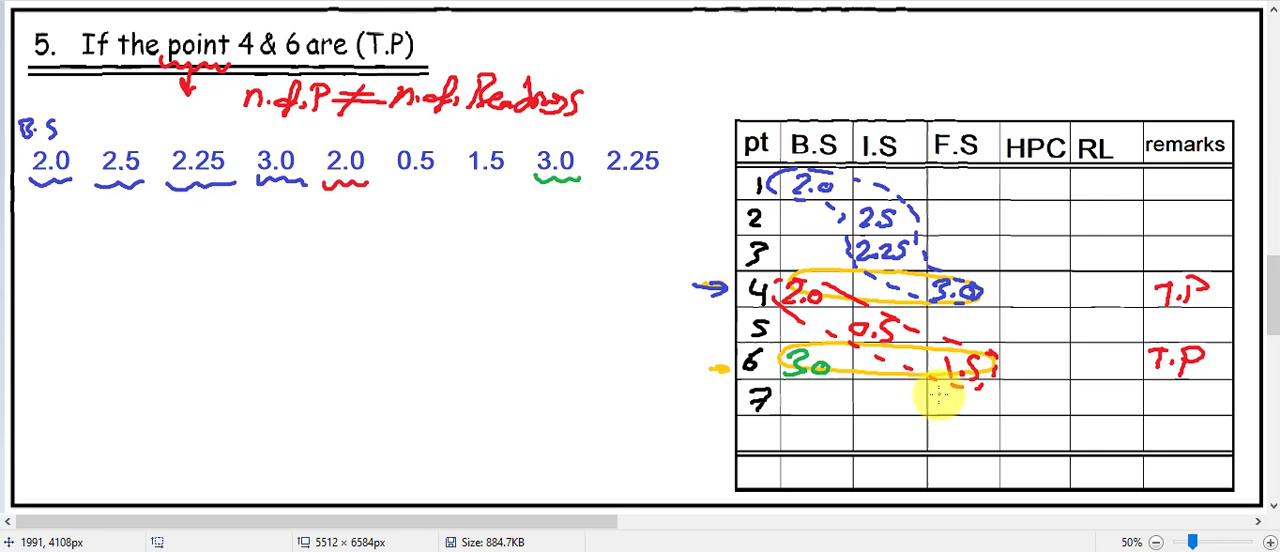 5. If the point 4 & 6 are (T.P)
n.of.P ≠ n.of.Readings
B.S
2.0 2.5 2.25 3.0 2.0 0.5 1.5 3.0 2.25
pt B.S I.S F.S HPC RL remarks
1 2.0
2 2.5
3 2.25
4 2.0 3.0 T.P
5 0.5
6 3.0 1.5 T.P
7
1991, 4108px 5512 × 6584px Size: 884.7KB 50%